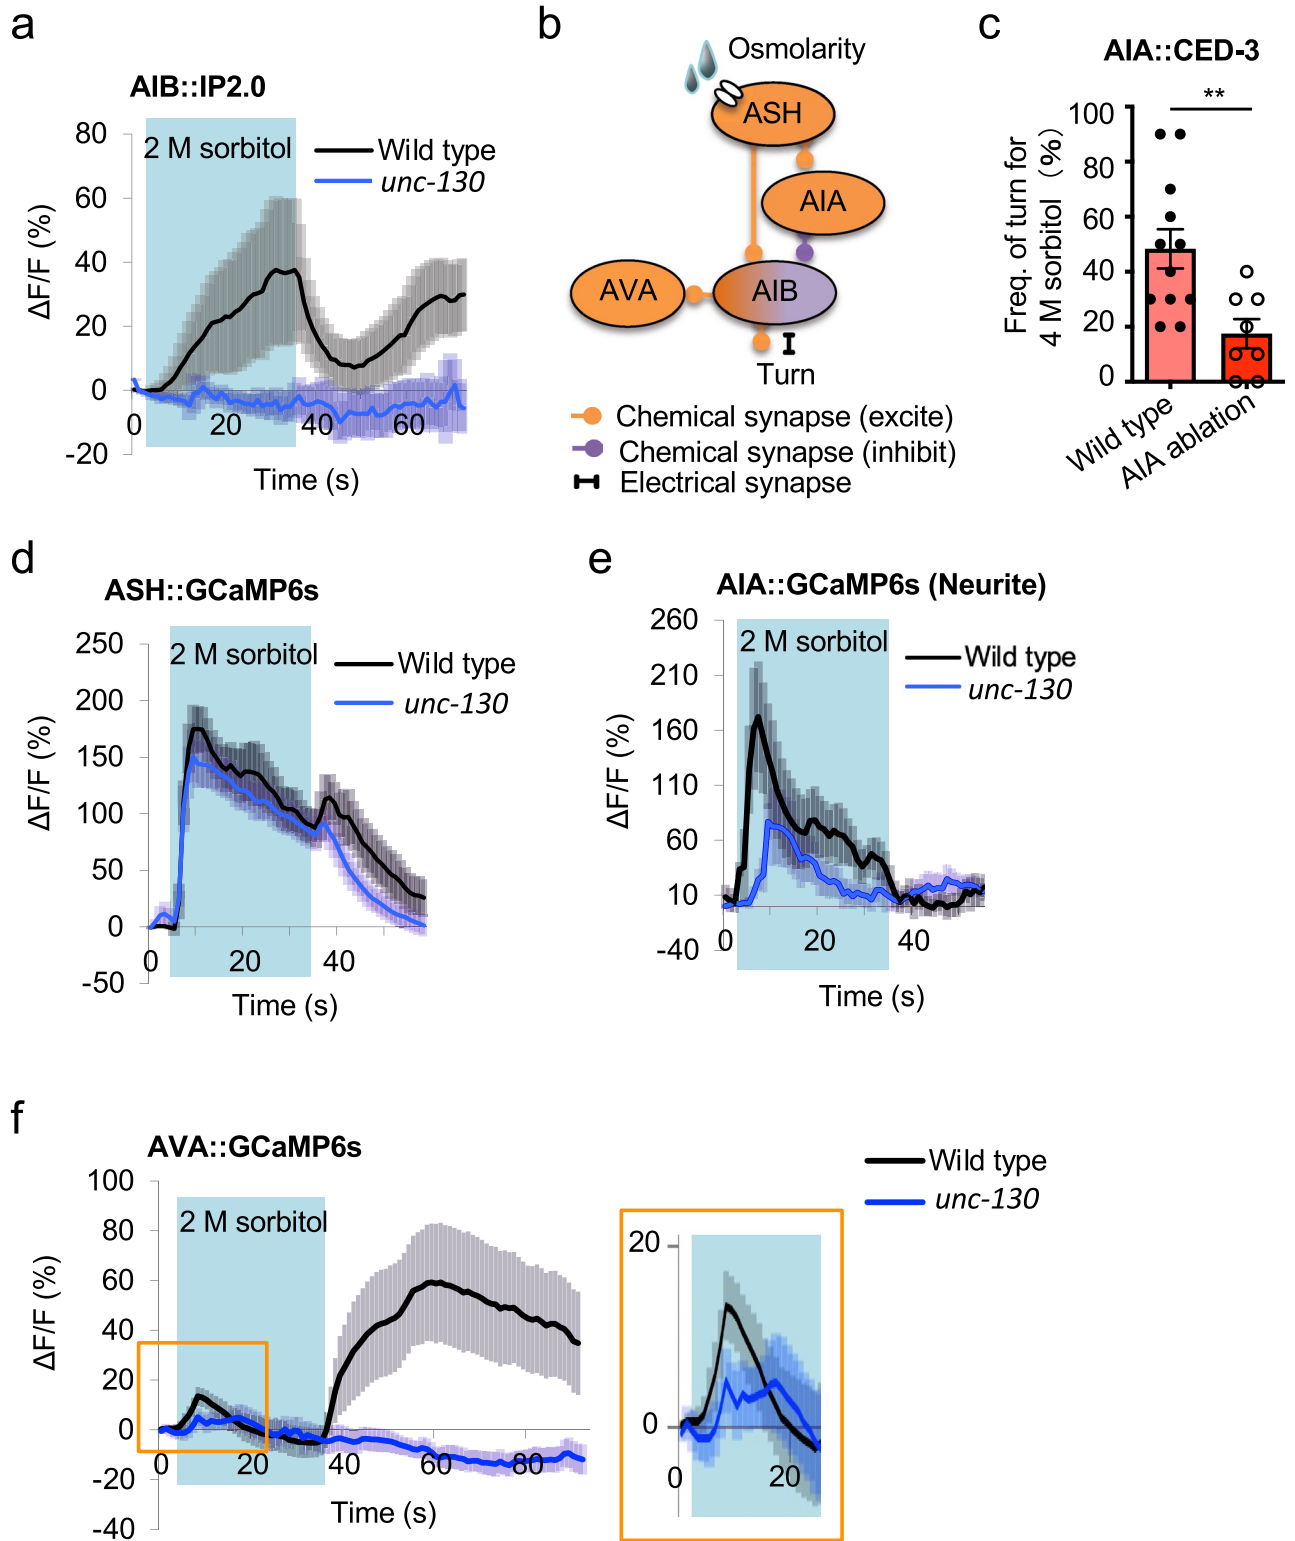 a
AIB::IP2.0
2 M sorbitol
Wild type
unc-130
80
60
40
20
0
-20
ΔF/F (%)
0 20 40 60
Time (s)
b
Osmolarity
ASH
AIA
AVA
AIB
Turn
Chemical synapse (excite)
Chemical synapse (inhibit)
Electrical synapse
c
AIA::CED-3
**
100
80
60
40
20
0
Freq. of turn for
4 M sorbitol (%)
Wild type
AIA ablation
d
ASH::GCaMP6s
2 M sorbitol
Wild type
unc-130
250
200
150
100
50
0
-50
ΔF/F (%)
0 20 40
Time (s)
e
AIA::GCaMP6s (Neurite)
2 M sorbitol
Wild type
unc-130
260
210
160
110
60
10
-40
ΔF/F (%)
0 20 40
Time (s)
f
AVA::GCaMP6s
2 M sorbitol
Wild type
unc-130
100
80
60
40
20
0
-20
-40
ΔF/F (%)
0 20 40 60 80
Time (s)
20
0
0 20